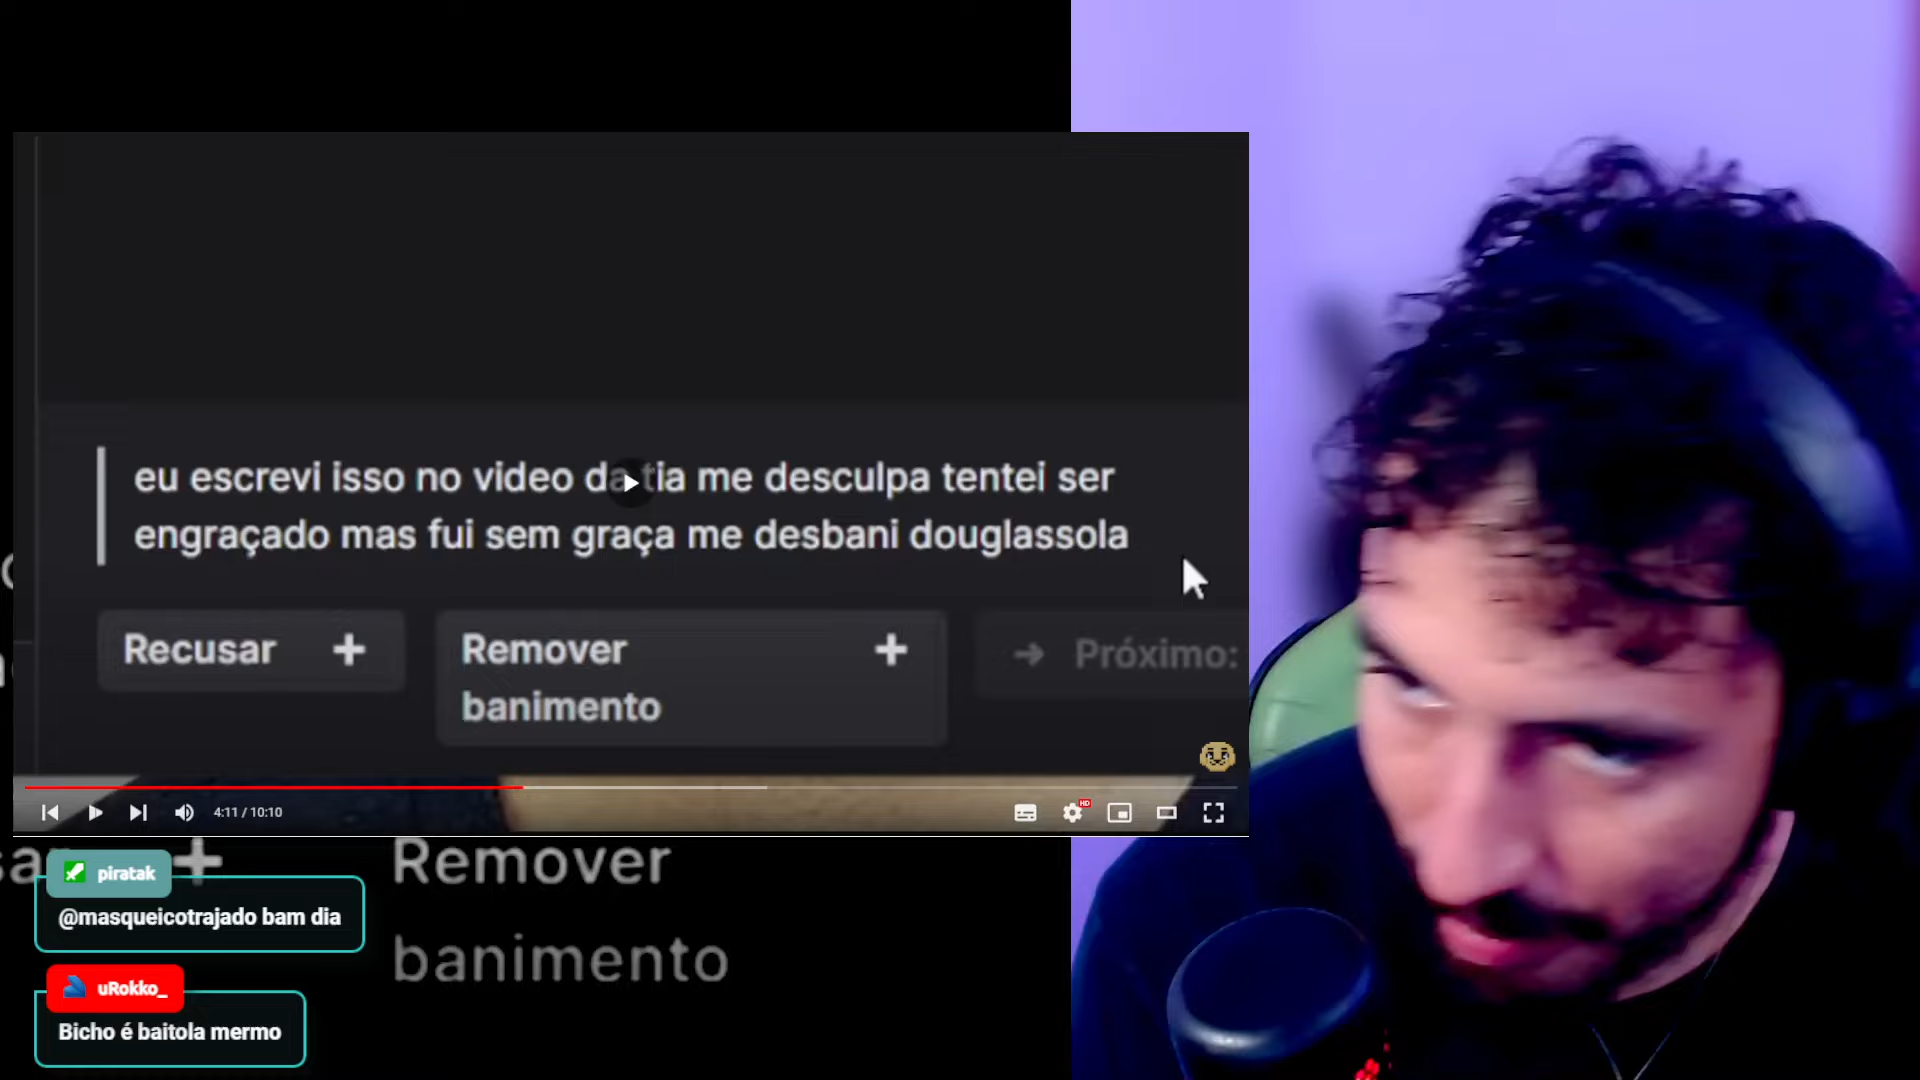 eu escrevi isso no video da tia me desculpa tentei ser
engraçado mas fui sem graça me desbani douglassola
Recusar +
Remover +
banimento
→ Próximo:
4:11 / 10:10
HD
+
Remover
banimento
piratak
@masqueicotrajado bam dia
uRokko_
Bicho é baitola mermo